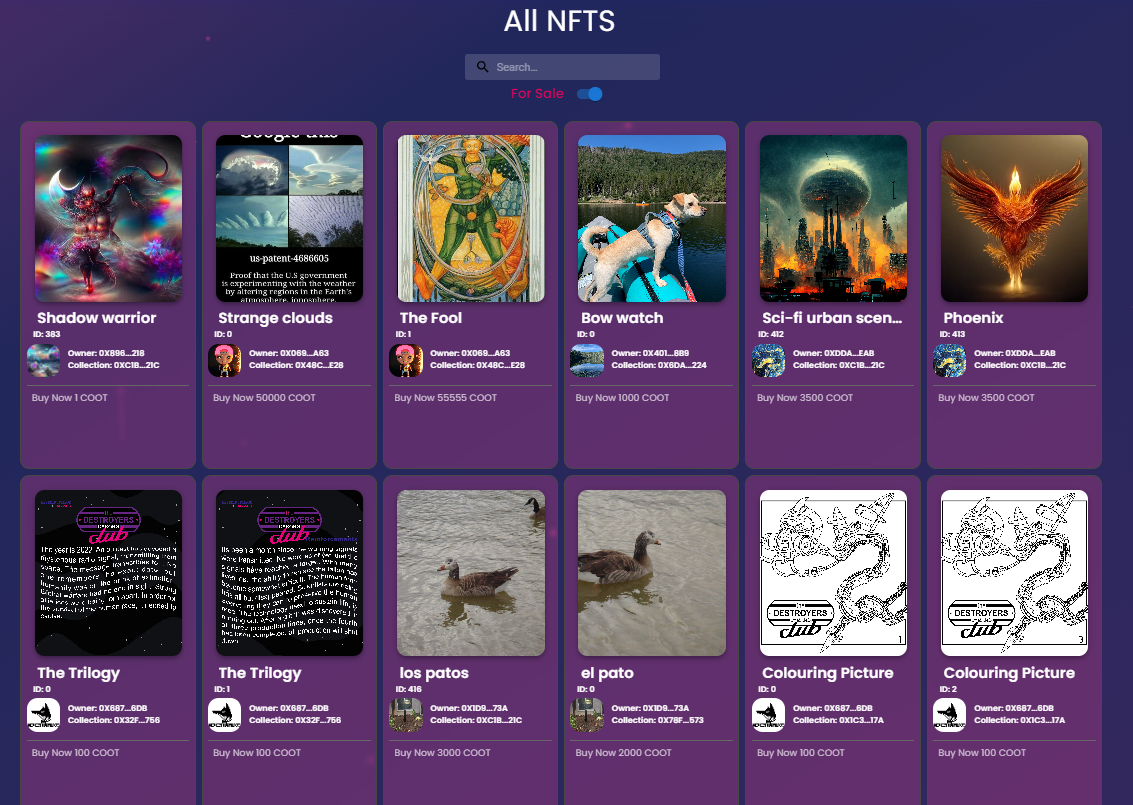 All NFTS
Search...
For Sale
Google this
us-patent-4686605
Proof that the U.S government
is experimenting with the weather
by altering regions in the Earth's
atmosphere, ionosphere,
Shadow warrior
ID: 383
Owner: 0XB96...218
Collection: 0XC1B...21C
Buy Now 1 COOT
Strange clouds
ID: 0
Owner: 0X069...A63
Collection: 0X48C...E28
Buy Now 50000 COOT
The Fool
ID: 1
Owner: 0X069...A63
Collection: 0X48C...E28
Buy Now 55555 COOT
Bow watch
ID: 0
Owner: 0X401...8B9
Collection: 0X6DA...224
Buy Now 1000 COOT
Sci-fi urban scen...
ID: 412
Owner: 0XDDA...EAB
Collection: 0XC1B...21C
Buy Now 3500 COOT
Phoenix
ID: 413
Owner: 0XDDA...EAB
Collection: 0XC1B...21C
Buy Now 3500 COOT
DESTROYERS
club
The Trilogy
ID: 0
Owner: 0X687...6DB
Collection: 0X32F...756
Buy Now 100 COOT
DESTROYERS
club
The Trilogy
ID: 1
Owner: 0X687...6DB
Collection: 0X32F...756
Buy Now 100 COOT
los patos
ID: 416
Owner: 0X1D9...73A
Collection: 0XC1B...21C
Buy Now 3000 COOT
el pato
ID: 0
Owner: 0X1D9...73A
Collection: 0X78F...573
Buy Now 2000 COOT
DESTROYERS
club
1
Colouring Picture
ID: 0
Owner: 0X687...6DB
Collection: 0X1C3...17A
Buy Now 100 COOT
DESTROYERS
club
3
Colouring Picture
ID: 2
Owner: 0X687...6DB
Collection: 0X1C3...17A
Buy Now 100 COOT